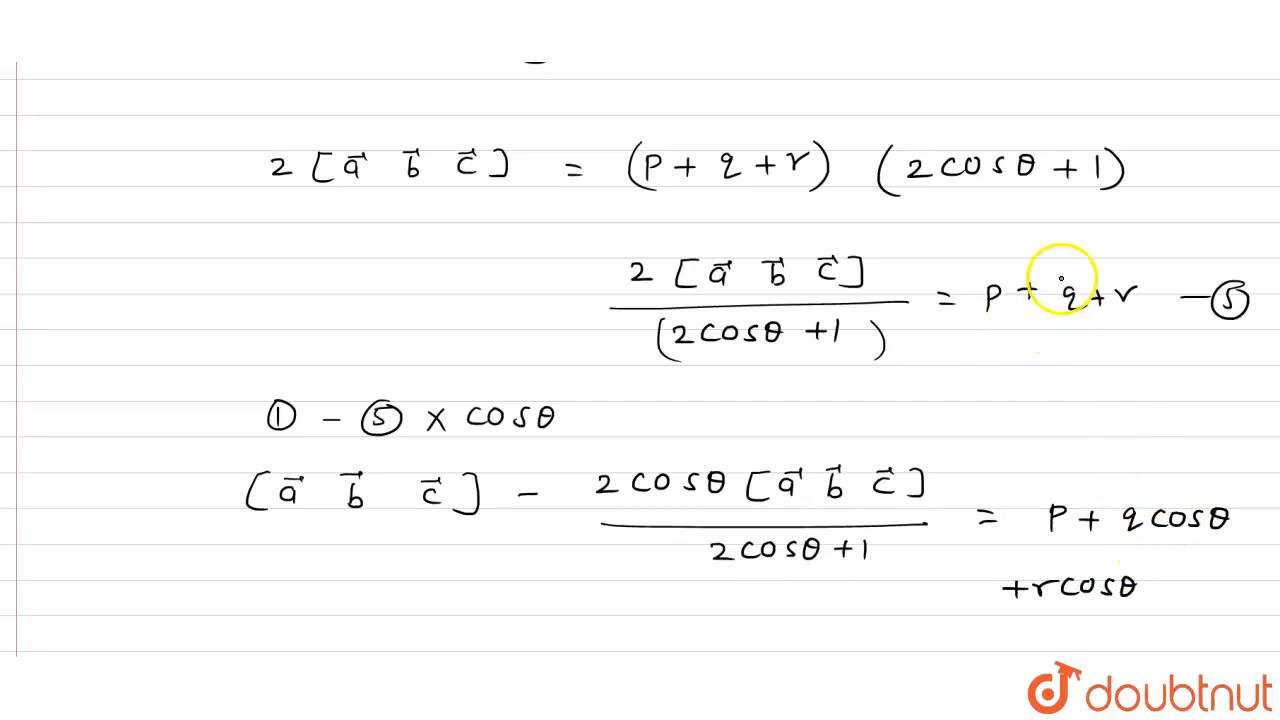 2 [a⃗ b⃗ c⃗] = (p + q + r) (2cosθ + 1)
2 [a⃗ b⃗ c⃗] / (2cosθ + 1) = p + q + r — ⑤
① − ⑤ × cosθ
[a⃗ b⃗ c⃗] − 2cosθ [a⃗ b⃗ c⃗] / 2cosθ + 1 = p + q cosθ
+ r cosθ
doubtnut